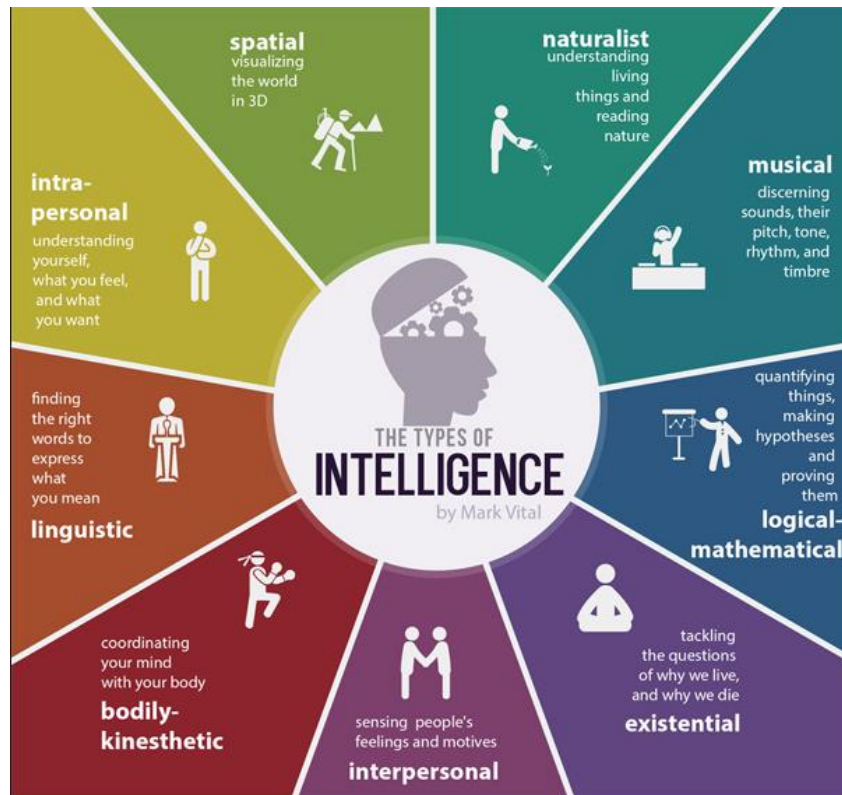 spatial
visualizing
the world
in 3D
naturalist
understanding
living
things and
reading
nature
musical
discerning
sounds, their
pitch, tone,
rhythm, and
timbre
quantifying
things,
making
hypotheses
and
proving
them
logical-
mathematical
tackling
the questions
of why we live,
and why we die
existential
sensing people's
feelings and motives
interpersonal
coordinating
your mind
with your body
bodily-
kinesthetic
finding
the right
words to
express
what
you mean
linguistic
intra-
personal
understanding
yourself,
what you feel,
and what
you want
THE TYPES OF
INTELLIGENCE
by Mark Vital